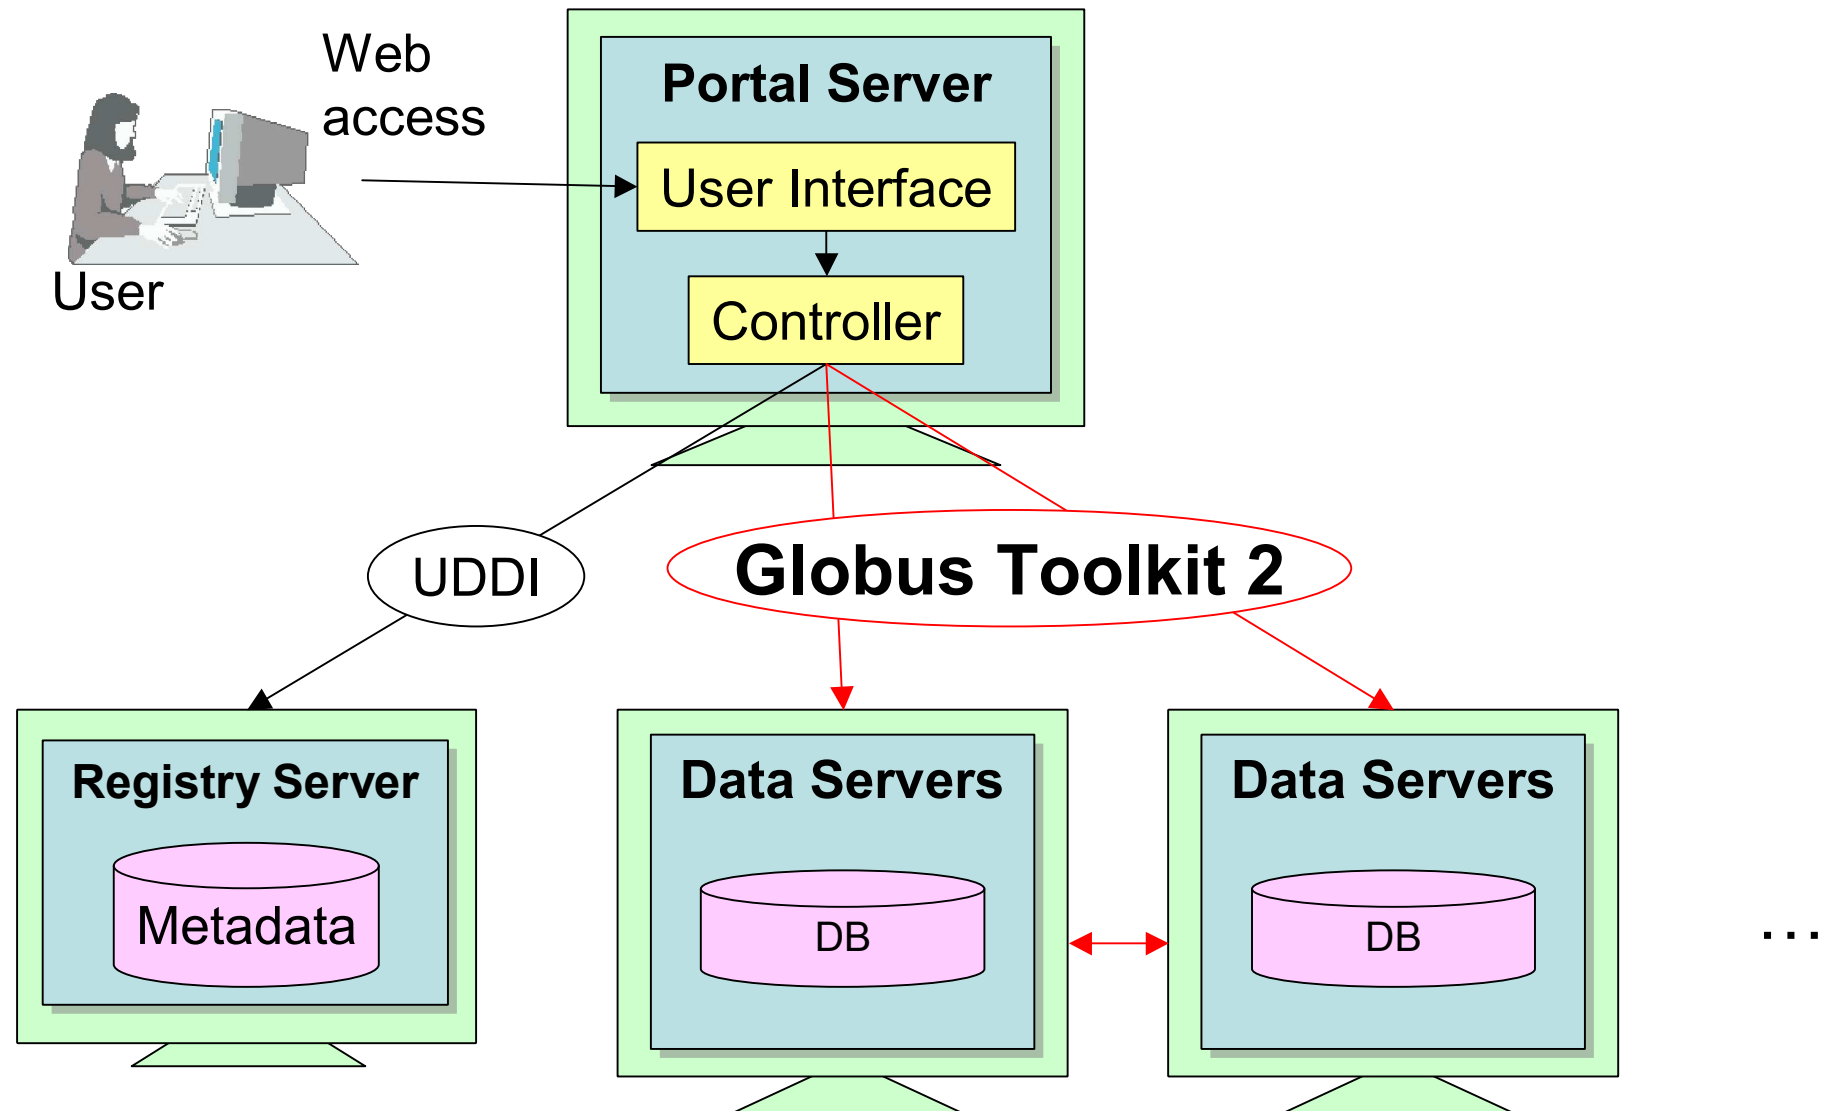 Web
access
User
Portal Server
User Interface
Controller
UDDI
Globus Toolkit 2
Registry Server
Metadata
Data Servers
DB
Data Servers
DB
…